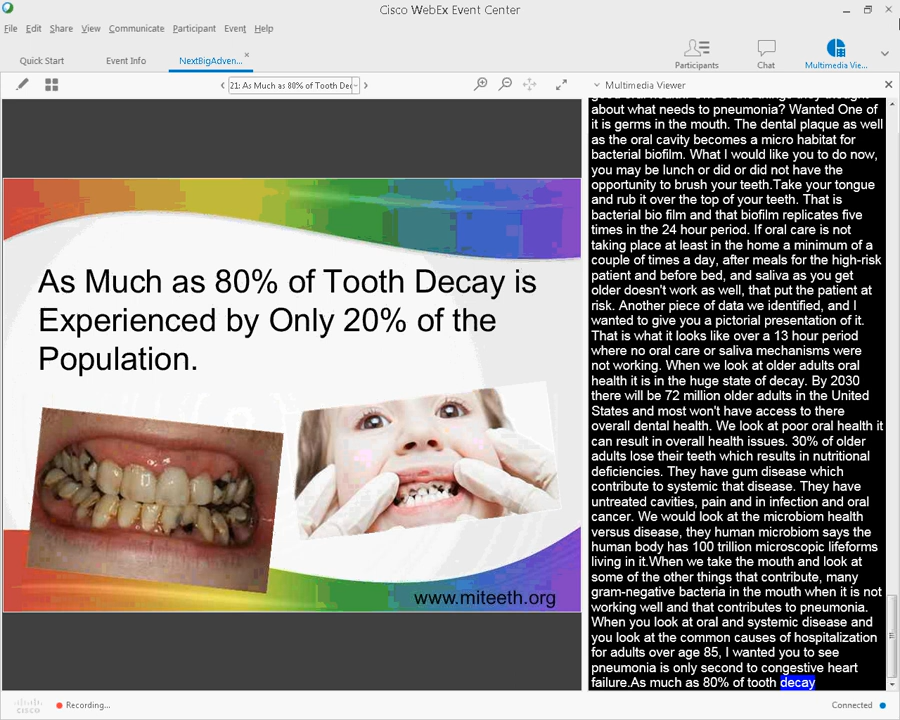 Cisco WebEx Event Center
File Edit Share View Communicate Participant Event Help
Quick Start Event Info NextBigAdven...
Participants Chat Multimedia Vie...
21: As Much as 80% of Tooth Dec
Multimedia Viewer
As Much as 80% of Tooth Decay is
Experienced by Only 20% of the
Population.
www.miteeth.org
about what needs to pneumonia? Wanted One of
it is germs in the mouth. The dental plaque as well
as the oral cavity becomes a micro habitat for
bacterial biofilm. What I would like you to do now,
you may be lunch or did or did not have the
opportunity to brush your teeth.Take your tongue
and rub it over the top of your teeth. That is
bacterial bio film and that biofilm replicates five
times in the 24 hour period. If oral care is not
taking place at least in the home a minimum of a
couple of times a day, after meals for the high-risk
patient and before bed, and saliva as you get
older doesn't work as well, that put the patient at
risk. Another piece of data we identified, and I
wanted to give you a pictorial presentation of it.
That is what it looks like over a 13 hour period
where no oral care or saliva mechanisms were
not working. When we look at older adults oral
health it is in the huge state of decay. By 2030
there will be 72 million older adults in the United
States and most won't have access to there
overall dental health. We look at poor oral health it
can result in overall health issues. 30% of older
adults lose their teeth which results in nutritional
deficiencies. They have gum disease which
contribute to systemic that disease. They have
untreated cavities, pain and in infection and oral
cancer. We would look at the microbiom health
versus disease, they human microbiom says the
human body has 100 trillion microscopic lifeforms
living in it.When we take the mouth and look at
some of the other things that contribute, many
gram-negative bacteria in the mouth when it is not
working well and that contributes to pneumonia.
When you look at oral and systemic disease and
you look at the common causes of hospitalization
for adults over age 85, I wanted you to see
pneumonia is only second to congestive heart
failure.As much as 80% of tooth decay
cisco Recording... Connected